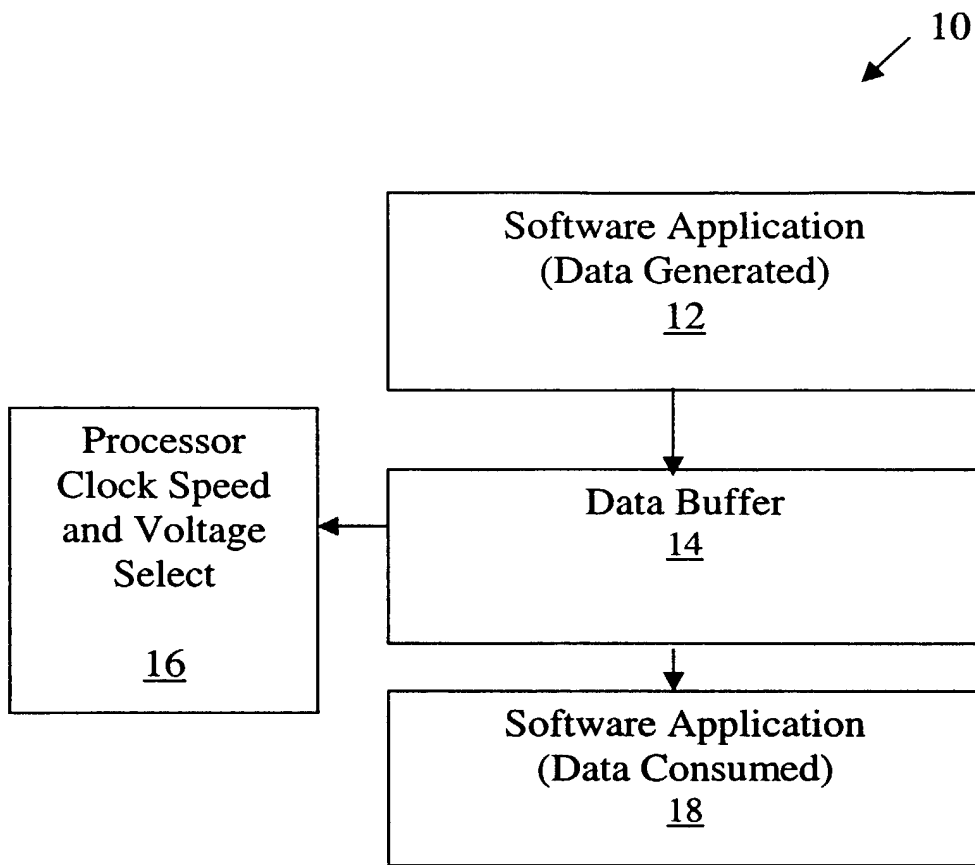 10
Software Application
(Data Generated)
12
Processor
Clock Speed
and Voltage
Select
16
Data Buffer
14
Software Application
(Data Consumed)
18